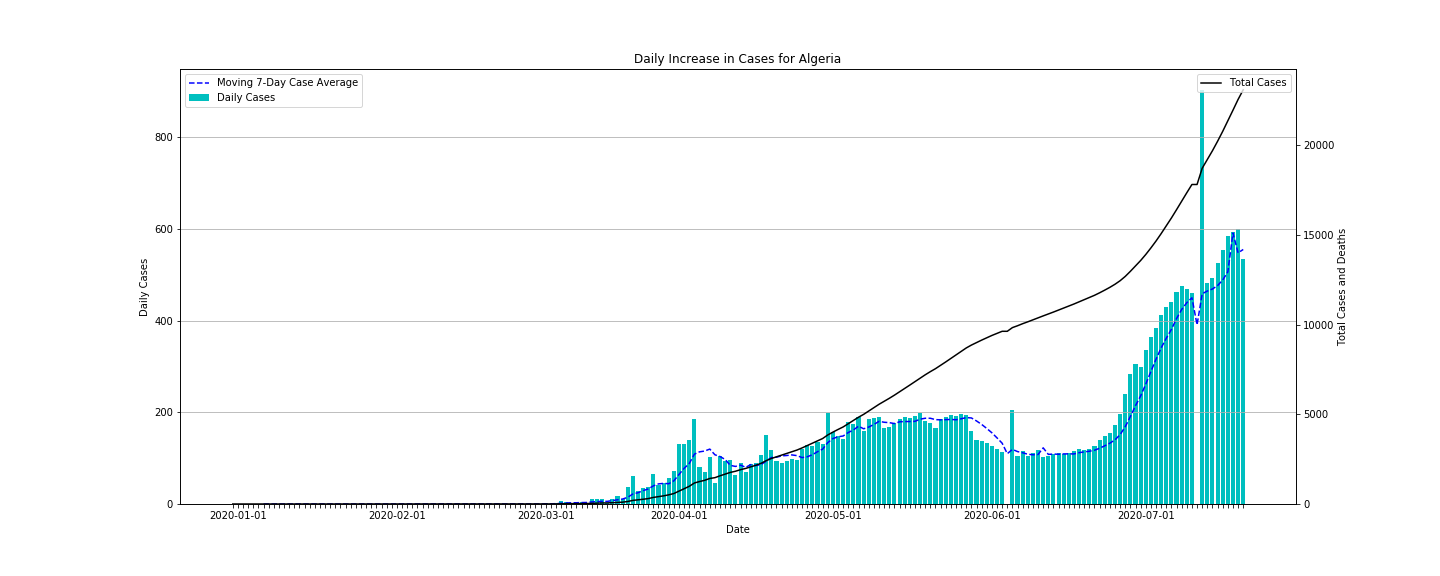 Daily Increase in Cases for Algeria
Moving 7-Day Case Average
Daily Cases
Total Cases
800
600
400
200
0
20000
15000
10000
5000
0
Daily Cases
Total Cases and Deaths
2020-01-01 2020-02-01 2020-03-01 2020-04-01 2020-05-01 2020-06-01 2020-07-01
Date